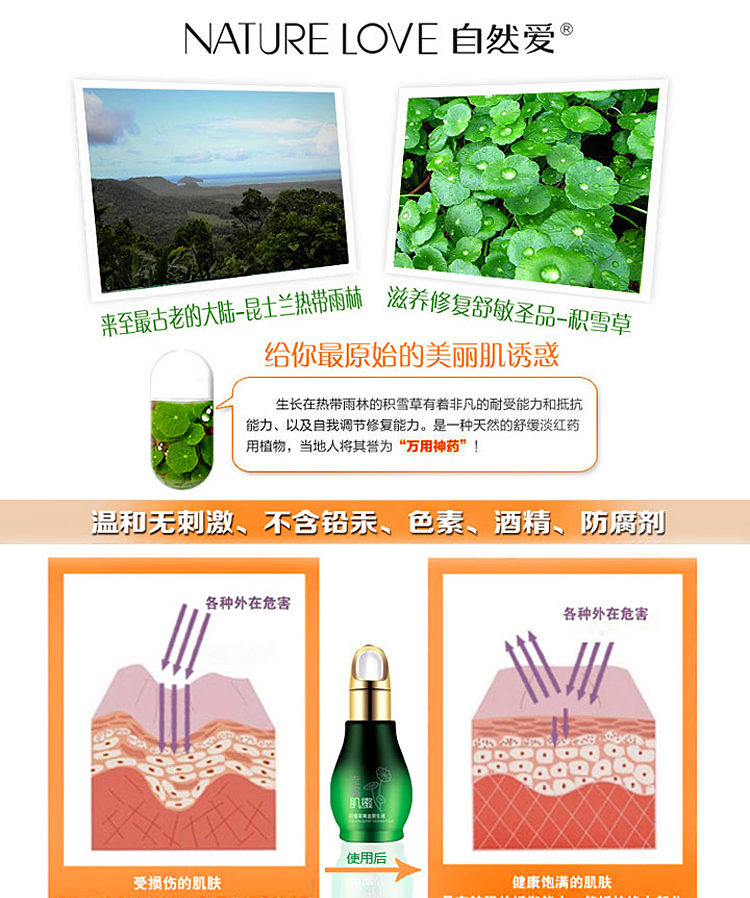 NATURE LOVE 自然爱®
来至最古老的大陆-昆士兰热带雨林
滋养修复舒敏圣品-积雪草
给你最原始的美丽肌诱惑
生长在热带雨林的积雪草有着非凡的耐受能力和抵抗
能力、以及自我调节修复能力。是一种天然的舒缓淡红药
用植物，当地人将其誉为“万用神药”！
温和无刺激、不含铅汞、色素、酒精、防腐剂
各种外在危害
各种外在危害
肌
使用后
受损伤的肌肤
健康饱满的肌肤